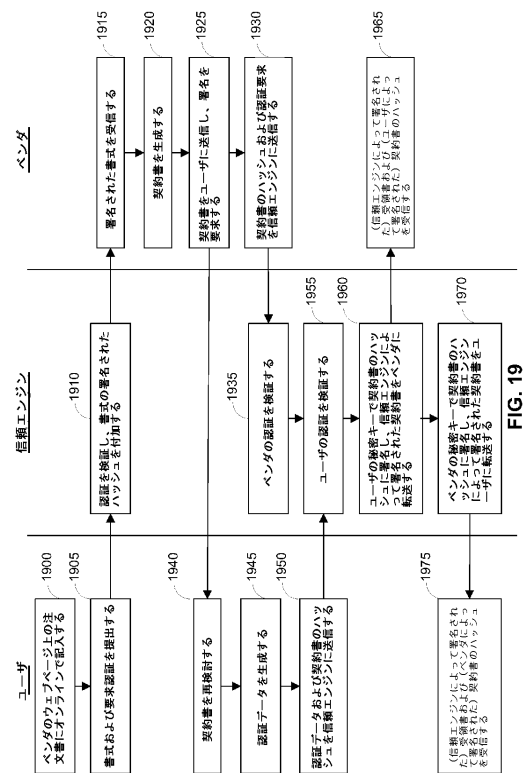 ユーザ
1900
ベンダのウェブページ上の注
文書にオンラインで記入する
1905
書式および要求認証を提出する
1940
契約書を再検討する
1945
認証データを生成する
1950
認証データおよび契約書のハッ
シュを信頼エンジンに送信する
1975
(信頼エンジンによって署名され
た)受領書および(ベンダによっ
て署名された)契約書のハッシュ
を受信する
信頼エンジン
1910
認証を検証し、書式の署名された
ハッシュを付加する
1935
ベンダの認証を検証する
1955
ユーザの認証を検証する
1960
ユーザの秘密キーで契約書のハッ
シュに署名し、信頼エンジンによ
って署名された契約書をベンダに
転送する
1970
ベンダの秘密キーで契約書のハ
ッシュに署名し、信頼エンジン
によって署名された契約書をユ
ーザに転送する
ベンダ
1915
署名された書式を受信する
1920
契約書を生成する
1925
契約書をユーザに送信し、署名を
要求する
1930
契約書のハッシュおよび認証要求
を信頼エンジンに送信する
1965
(信頼エンジンによって署名され
た)受領書および(ユーザによっ
て署名された)契約書のハッシュ
を受信する
FIG. 19